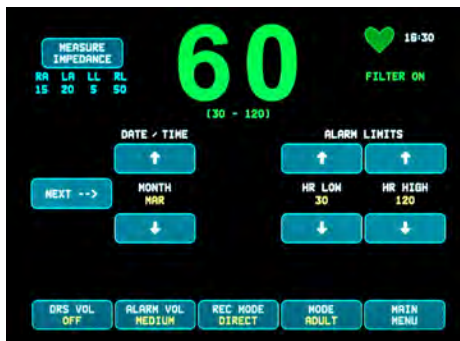 MEASURE
IMPEDANCE
RA LA LL RL
15 20 5 50
60
(30 - 120)
16:30
FILTER ON
DATE / TIME
ALARM LIMITS
NEXT -->
MONTH
MAR
HR LOW
30
HR HIGH
120
DRS VOL
OFF
ALARM VOL
MEDIUM
REC MODE
DIRECT
MODE
ADULT
MAIN
MENU